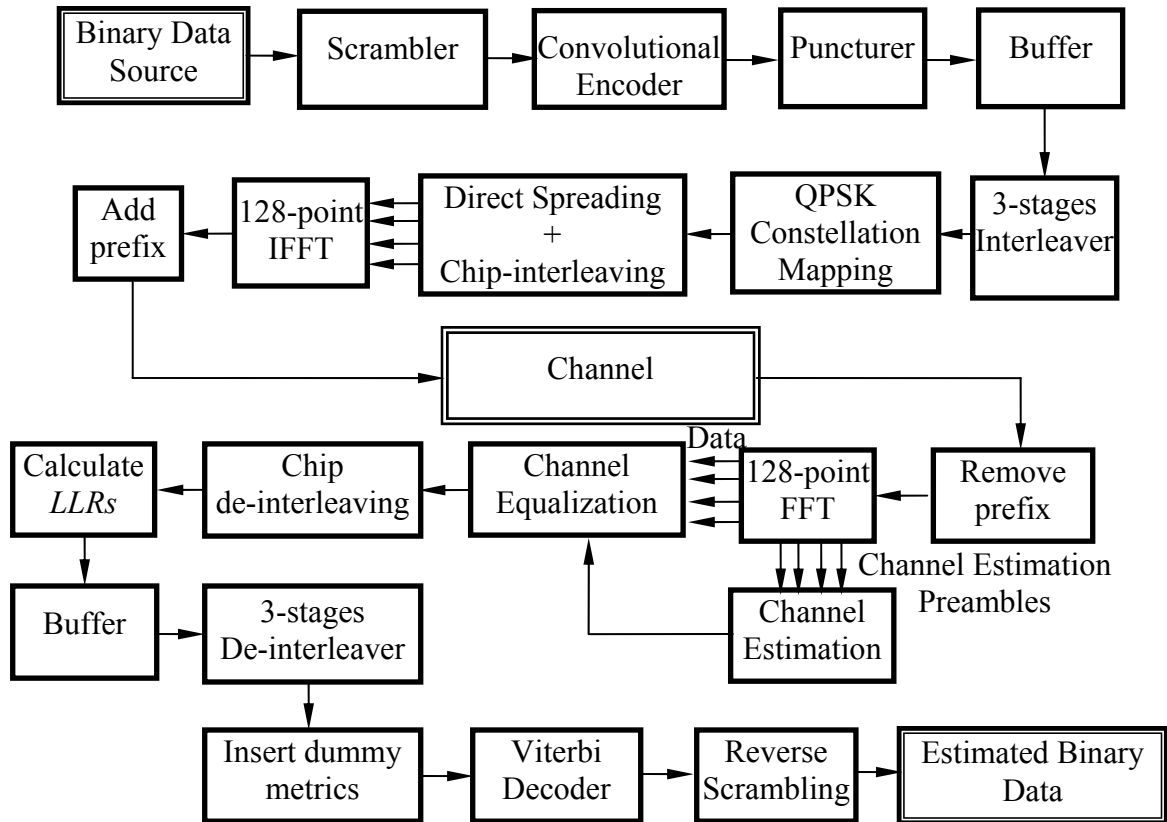 Binary Data
Source
Scrambler
Convolutional
Encoder
Puncturer
Buffer
Add
prefix
128-point
IFFT
Direct Spreading
+
Chip-interleaving
QPSK
Constellation
Mapping
3-stages
Interleaver
Channel
Calculate
LLRs
Chip
de-interleaving
Channel
Equalization
Data
128-point
FFT
Remove
prefix
Channel Estimation
Preambles
Buffer
3-stages
De-interleaver
Channel
Estimation
Insert dummy
metrics
Viterbi
Decoder
Reverse
Scrambling
Estimated Binary
Data